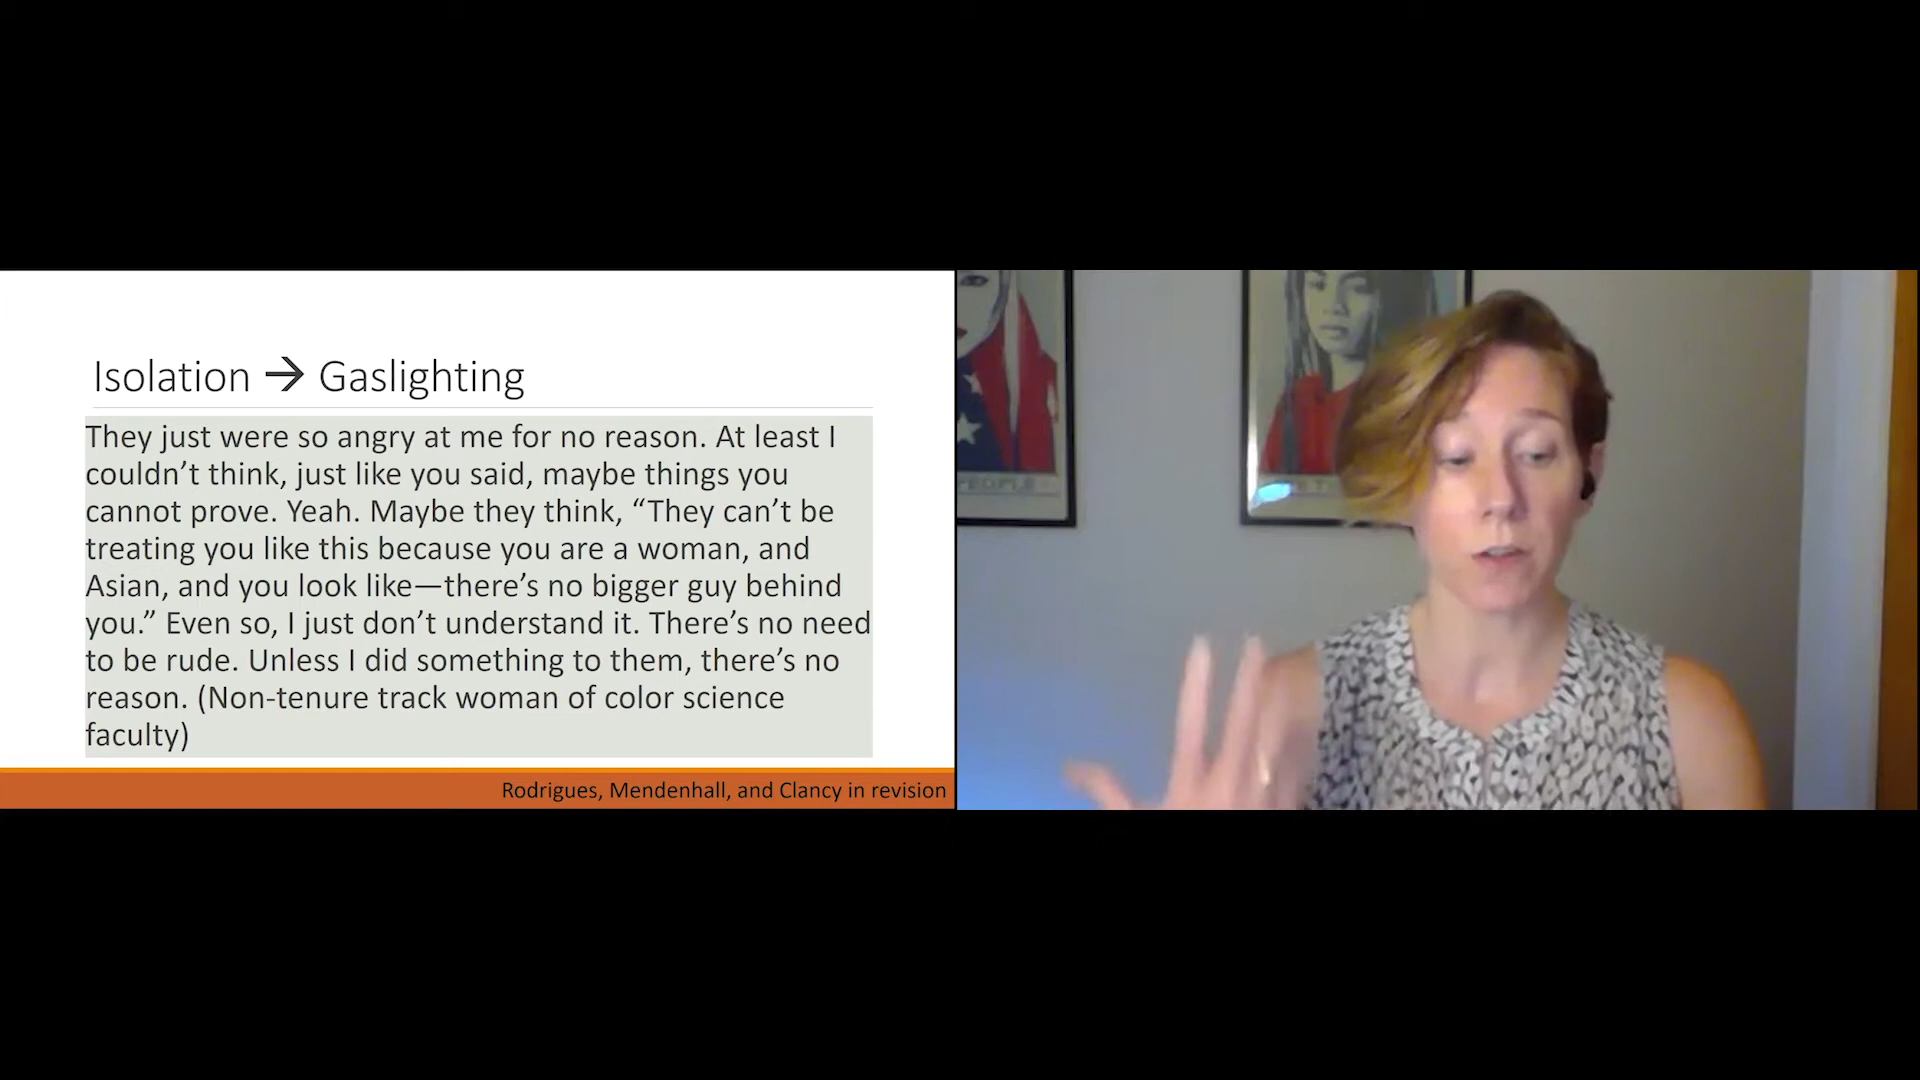 Isolation → Gaslighting
They just were so angry at me for no reason. At least I
couldn’t think, just like you said, maybe things you
cannot prove. Yeah. Maybe they think, “They can’t be
treating you like this because you are a woman, and
Asian, and you look like—there’s no bigger guy behind
you.” Even so, I just don’t understand it. There’s no need
to be rude. Unless I did something to them, there’s no
reason. (Non-tenure track woman of color science
faculty)
Rodrigues, Mendenhall, and Clancy in revision
PEOPLE